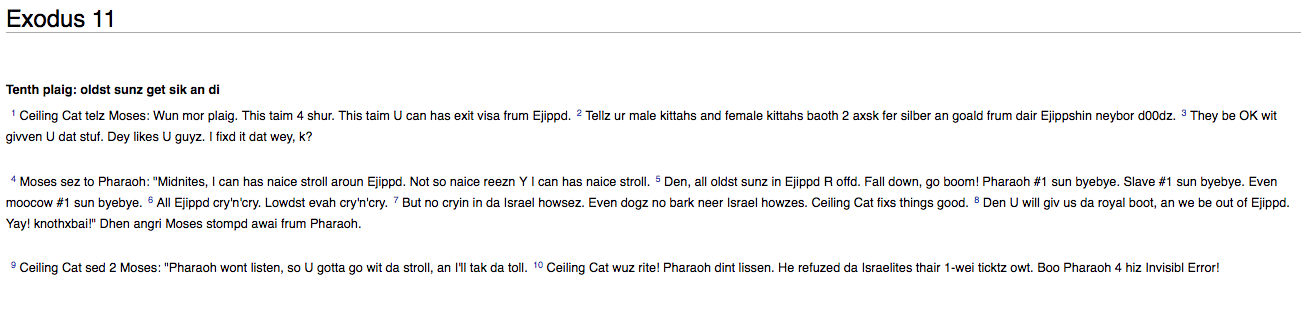 Exodus 11
Tenth plaig: oldst sunz get sik an di
1 Ceiling Cat telz Moses: Wun mor plaig. This taim 4 shur. This taim U can has exit visa frum Ejippd. 2 Tellz ur male kittahs and female kittahs baoth 2 axsk fer silber an goald frum dair Ejippshin neybor d00dz. 3 They be OK wit
givven U dat stuf. Dey likes U guyz. I fixd it dat wey, k?
4 Moses sez to Pharaoh: "Midnites, I can has naice stroll aroun Ejippd. Not so naice reezn Y I can has naice stroll. 5 Den, all oldst sunz in Ejippd R offd. Fall down, go boom! Pharaoh #1 sun byebye. Slave #1 sun byebye. Even
moocow #1 sun byebye. 6 All Ejippd cry'n'cry. Lowdst evah cry'n'cry. 7 But no cryin in da Israel howsez. Even dogz no bark neer Israel howzes. Ceiling Cat fixs things good. 8 Den U will giv us da royal boot, an we be out of Ejippd.
Yay! knothxbai!" Dhen angri Moses stompd awai frum Pharaoh.
9 Ceiling Cat sed 2 Moses: "Pharaoh wont listen, so U gotta go wit da stroll, an I'll tak da toll. 10 Ceiling Cat wuz rite! Pharaoh dint lissen. He refuzed da Israelites thair 1-wei ticktz owt. Boo Pharaoh 4 hiz Invisibl Error!